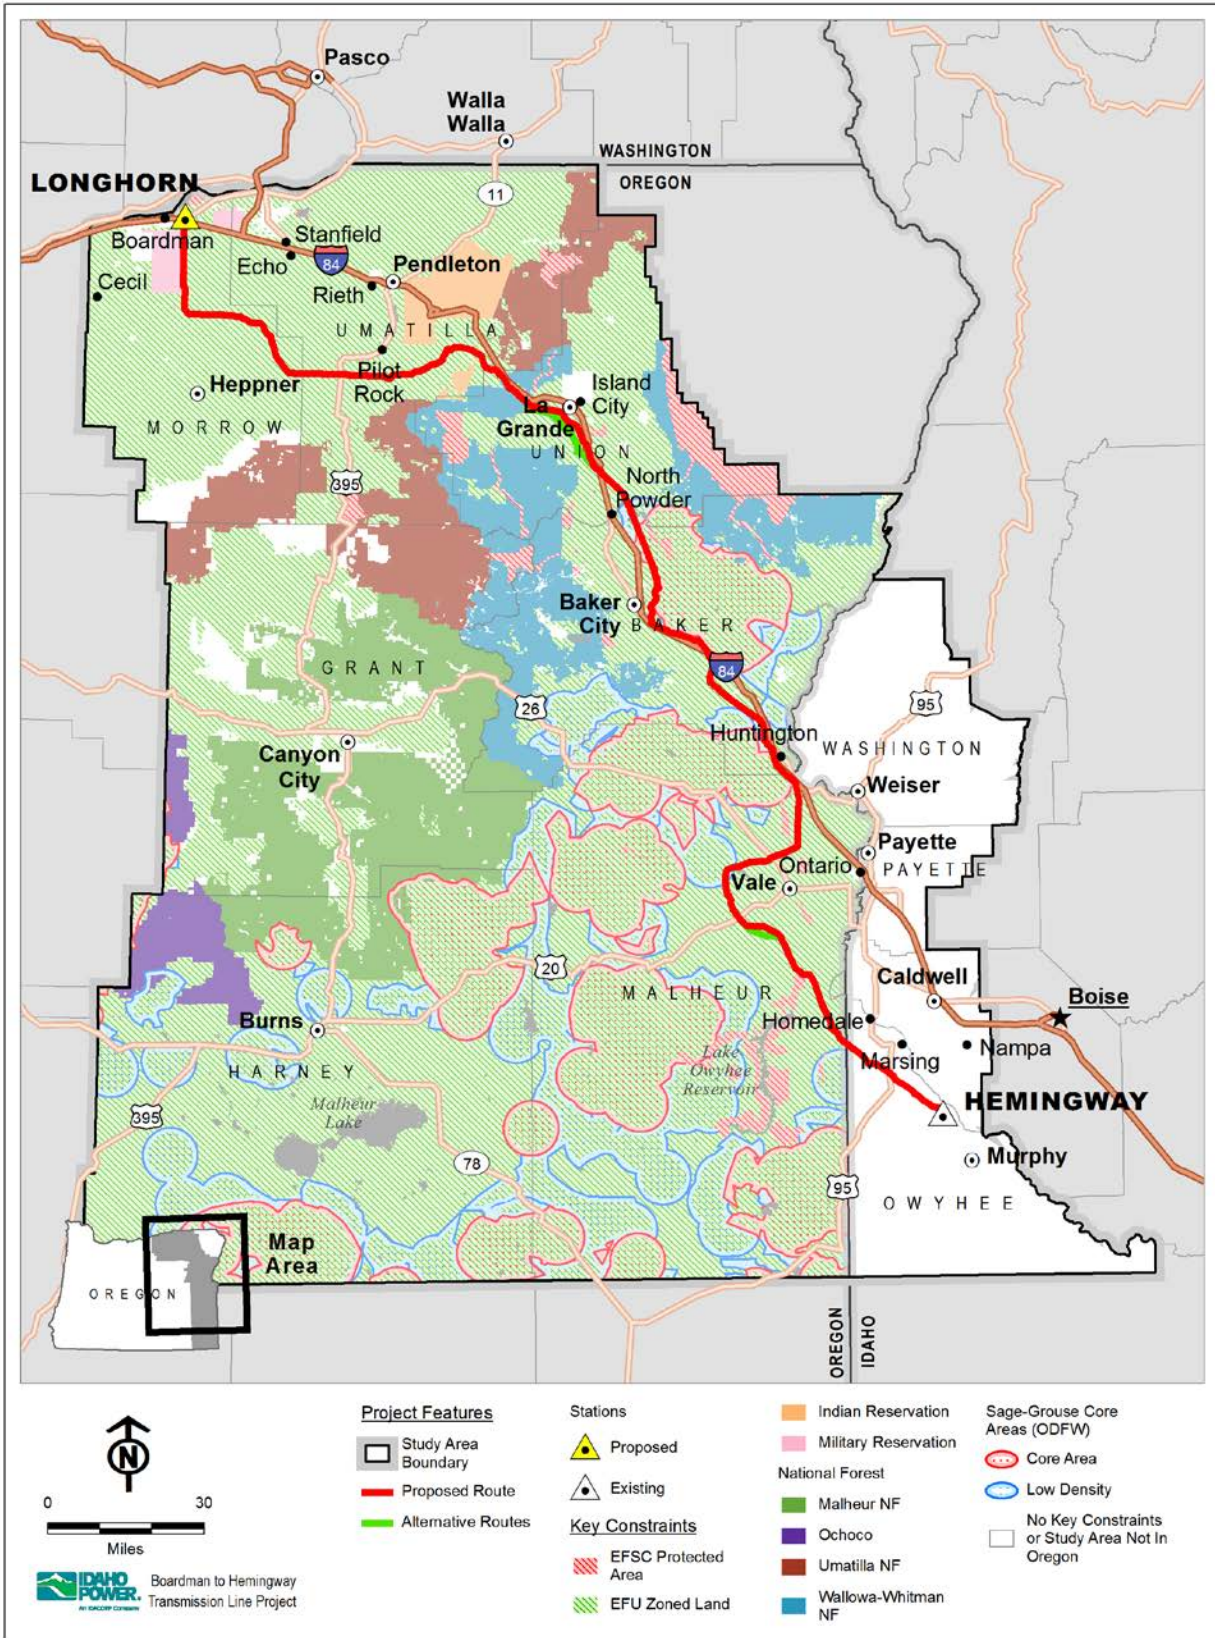 Pasco
Walla
Walla
WASHINGTON
OREGON
LONGHORN
11
Boardman
Stanfield
Echo
84
Pendleton
Cecil
Rieth
UMATILLA
Pilot
Rock
Heppner
Island
City
La
Grande
MORROW
UNION
395
North
Powder
Baker
City
BAKER
GRANT
84
26
95
Huntington
WASHINGTON
Canyon
City
Weiser
Payette
Ontario
PAYETTE
Vale
20
Caldwell
MALHEUR
Boise
Burns
Homedale
Marsing
Nampa
HARNEY
Lake
Owyhee
Reservoir
Malheur
Lake
HEMINGWAY
395
78
Murphy
95
OWYHEE
Map
Area
OREGON
OREGON
IDAHO
N
0 30
Miles
IDAHO
POWER
An IDACORP Company
Boardman to Hemingway
Transmission Line Project
Project Features
Study Area
Boundary
Proposed Route
Alternative Routes
Stations
Proposed
Existing
Key Constraints
EFSC Protected
Area
EFU Zoned Land
Indian Reservation
Military Reservation
National Forest
Malheur NF
Ochoco
Umatilla NF
Wallowa-Whitman
NF
Sage-Grouse Core
Areas (ODFW)
Core Area
Low Density
No Key Constraints
or Study Area Not In
Oregon